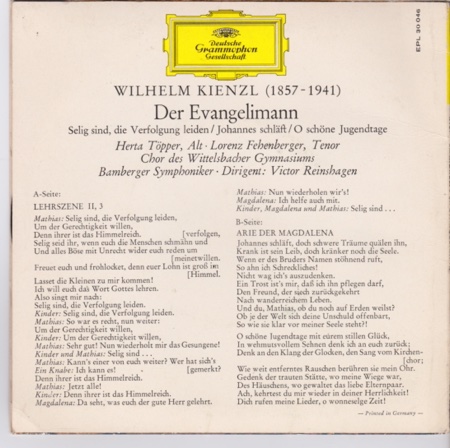 Deutsche
Grammophon
Gesellschaft
EPL 30 046
WILHELM KIENZL (1857-1941)
Der Evangelimann
Selig sind, die Verfolgung leiden / Johannes schläft / O schöne Jugendtage
Herta Töpper, Alt · Lorenz Fehenberger, Tenor
Chor des Wittelsbacher Gymnasiums
Bamberger Symphoniker · Dirigent: Victor Reinshagen
A-Seite:
LEHRSZENE II, 3
Mathias: Selig sind, die Verfolgung leiden,
Um der Gerechtigkeit willen,
Denn ihrer ist das Himmelreich. [verfolgen,
Selig seid ihr, wenn euch die Menschen schmähn und
Und alles Böse mit Unrecht wider euch reden um
[meinetwillen.
Freuet euch und frohlocket, denn euer Lohn ist groß im
[Himmel.
Lasset die Kleinen zu mir kommen!
Ich will euch das Wort Gottes lehren.
Also singt mir nach:
Selig sind, die Verfolgung leiden.
Kinder: Selig sind, die Verfolgung leiden.
Mathias: So war es recht, nun weiter:
Um der Gerechtigkeit willen,
Kinder: Um der Gerechtigkeit willen,
Mathias: Sehr gut! Nun wiederholt mir das Gesungene!
Kinder und Mathias: Selig sind . . .
Mathias: Kann's einer von euch weiter? Wer hat sich's
Ein Knabe: Ich kann es! [gemerkt?
Denn ihrer ist das Himmelreich.
Mathias: Jetzt alle!
Kinder: Denn ihrer ist das Himmelreich.
Magdalena: Da seht, was euch der gute Herr gelehrt.
Mathias: Nun wiederholen wir's!
Magdalena: Ich helfe auch mit.
Kinder, Magdalena und Mathias: Selig sind . . .
B-Seite:
ARIE DER MAGDALENA
Johannes schläft, doch schwere Träume quälen ihn,
Krank ist sein Leib, doch kränker noch die Seele.
Wenn er des Bruders Namen stöhnend ruft,
So ahn ich Schreckliches!
Nicht wag ich's auszudenken.
Ein Trost ist's mir, daß ich ihn pflegen darf,
Den Freund, der spät zurückgekehrt
Nach wanderreichem Leben.
Und du, Mathias, ob du noch auf Erden weilst?
Ob je der Welt sich deine Unschuld offenbart,
So wie sie klar vor meiner Seele steht?!
O schöne Jugendtage mit eurem stillen Glück,
In wehmutsvollem Sehnen denk ich an euch zurück;
Denk an den Klang der Glocken, den Sang vom Kirchen-
[chor;
Wie weit entferntes Rauschen berühren sie mein Ohr.
Gedenk der trauten Stätte, wo meine Wiege war,
Des Häuschens, wo gewaltet das liebe Elternpaar.
Ach, kehrtest du mir wieder in deiner Herrlichkeit!
Dich rufen meine Lieder, o wonneselge Zeit!
— Printed in Germany —